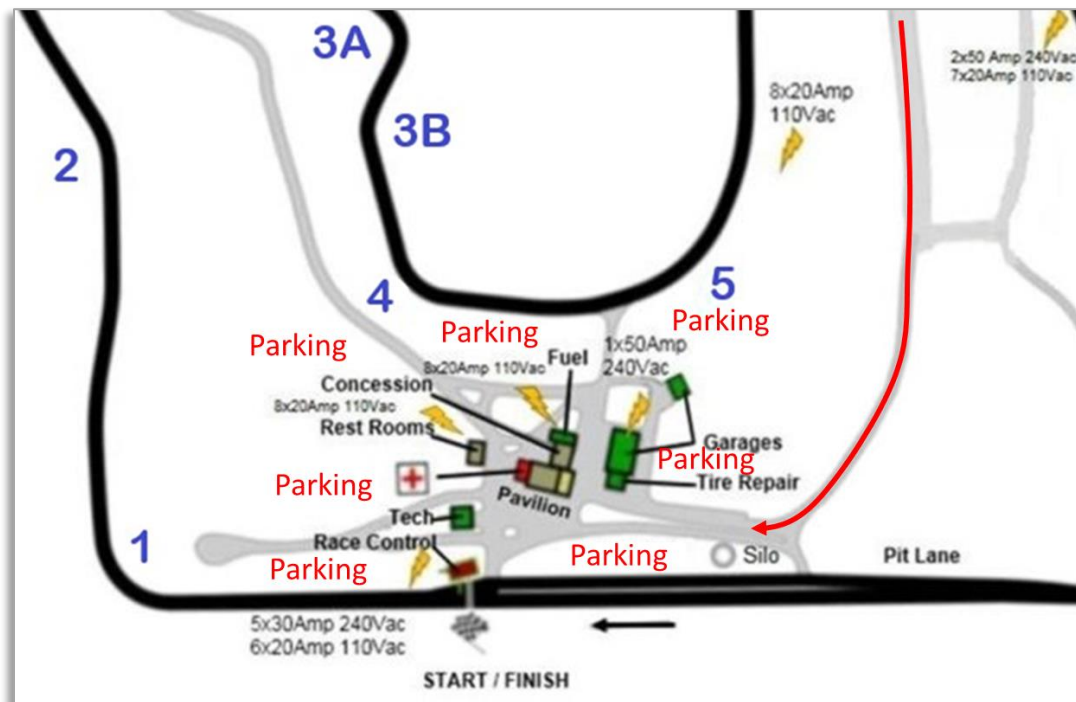 3A
2x50 Amp 240Vac
7x20Amp 110Vac
8x20Amp
110Vac
3B
2
4
5
Parking
Parking
Parking
1x50Amp
240Vac
Fuel
8x20Amp 110Vac
Concession
8x20Amp 110Vac
Rest Rooms
Garages
Parking
Tire Repair
Parking
Pavilion
Tech
Race Control
1
Parking
Parking
Silo
Pit Lane
5x30Amp 240Vac
6x20Amp 110Vac
START / FINISH